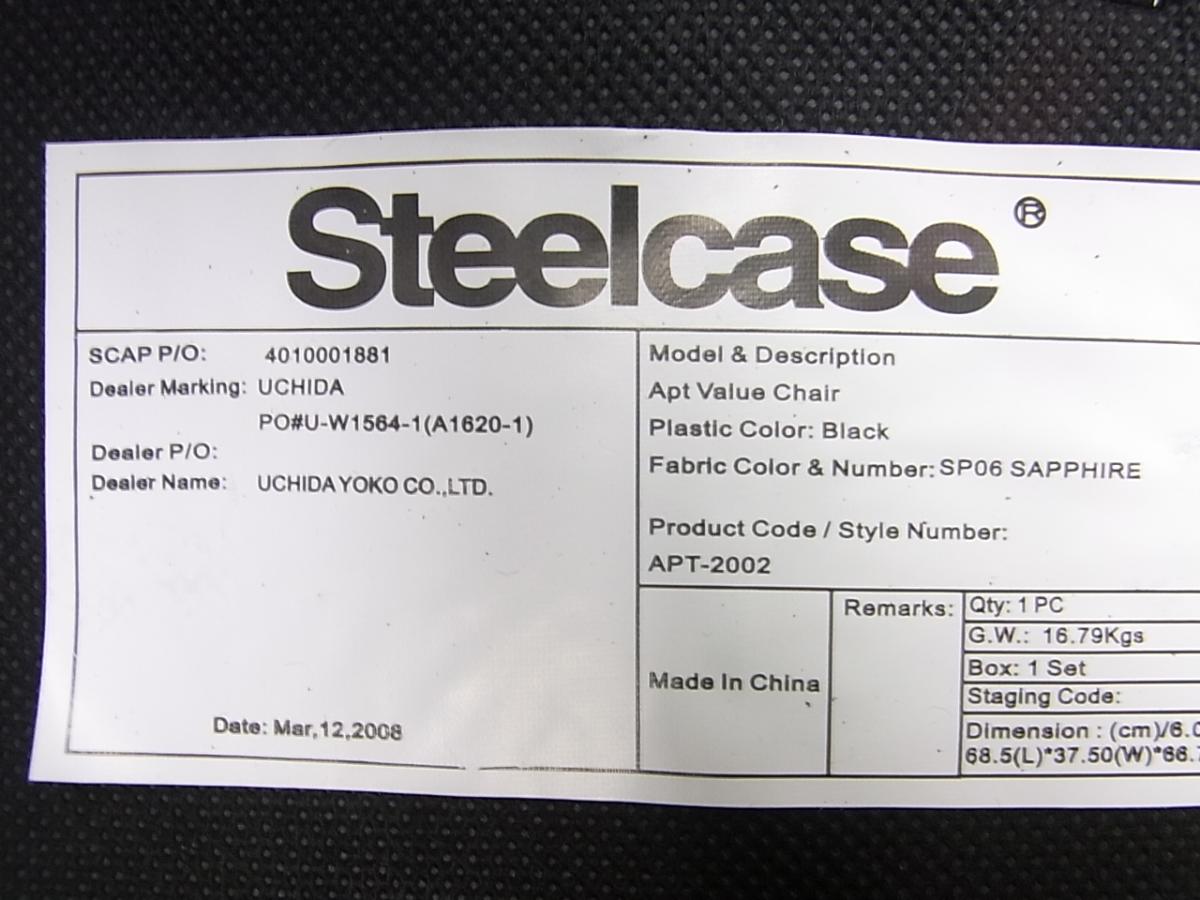 Steelcase®
SCAP P/O: 4010001881
Dealer Marking: UCHIDA
PO#U-W1564-1(A1620-1)
Dealer P/O:
Dealer Name: UCHIDA YOKO CO.,LTD.
Date: Mar,12,2008
Model & Description
Apt Value Chair
Plastic Color: Black
Fabric Color & Number: SP06 SAPPHIRE
Product Code / Style Number:
APT-2002
Made In China
Remarks:
Qty: 1 PC
G.W.: 16.79Kgs
Box: 1 Set
Staging Code:
Dimension : (cm)/6.0
68.5(L)*37.50(W)*66.